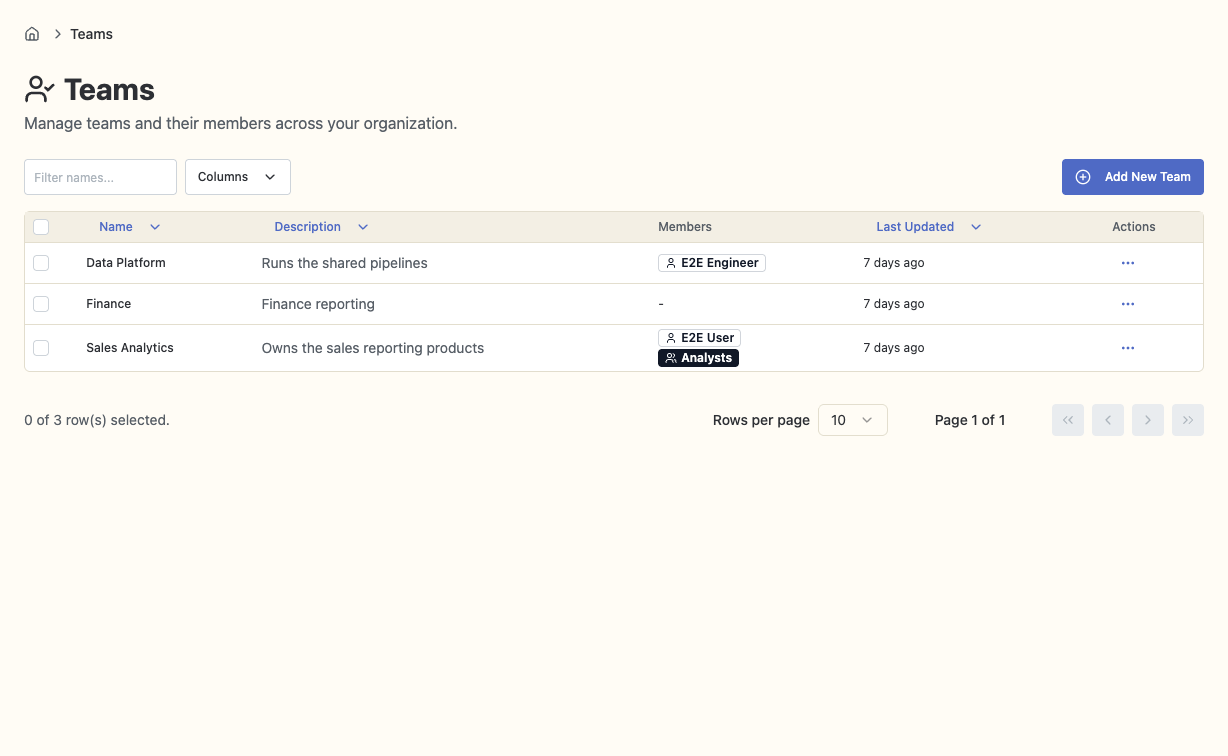 Teams
Teams
Manage teams and their members across your organization.
Filter names...
Columns
Add New Team
Name Description Members Last Updated Actions
Data Platform Runs the shared pipelines E2E Engineer 7 days ago
Finance Finance reporting - 7 days ago
Sales Analytics Owns the sales reporting products E2E User Analysts 7 days ago
0 of 3 row(s) selected.
Rows per page 10 Page 1 of 1